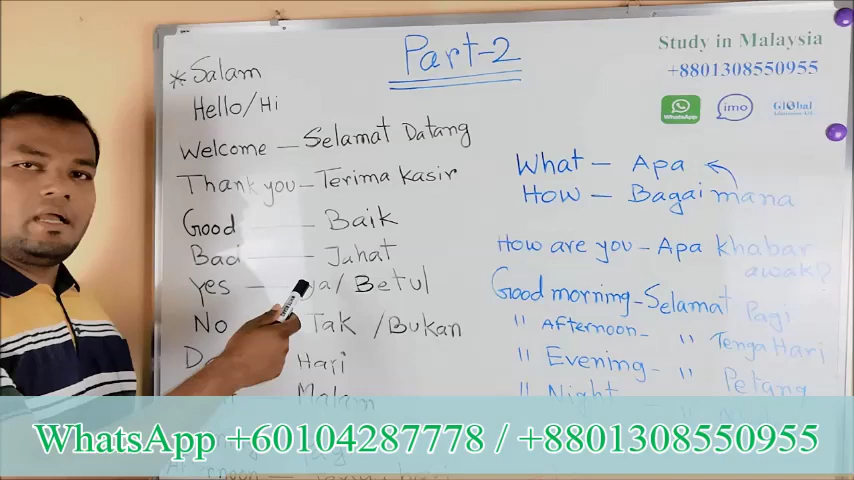 Part-2
Study in Malaysia
+8801308550955
WhatsApp
imo
Global
* Salam
Hello/Hi
Welcome — Selamat Datang
Thank you — Terima kasir
Good — Baik
Bad — Jahat
Yes — ya/ Betul
No Tak /Bukan
Hari
Malam
What — Apa
How — Bagaimana
How are you — Apa khabar
awak?
Good morning - Selamat Pagi
" Afternoon - " Tenga Hari
" Evening - " Petang
" Night
WhatsApp +60104287778 / +8801308550955